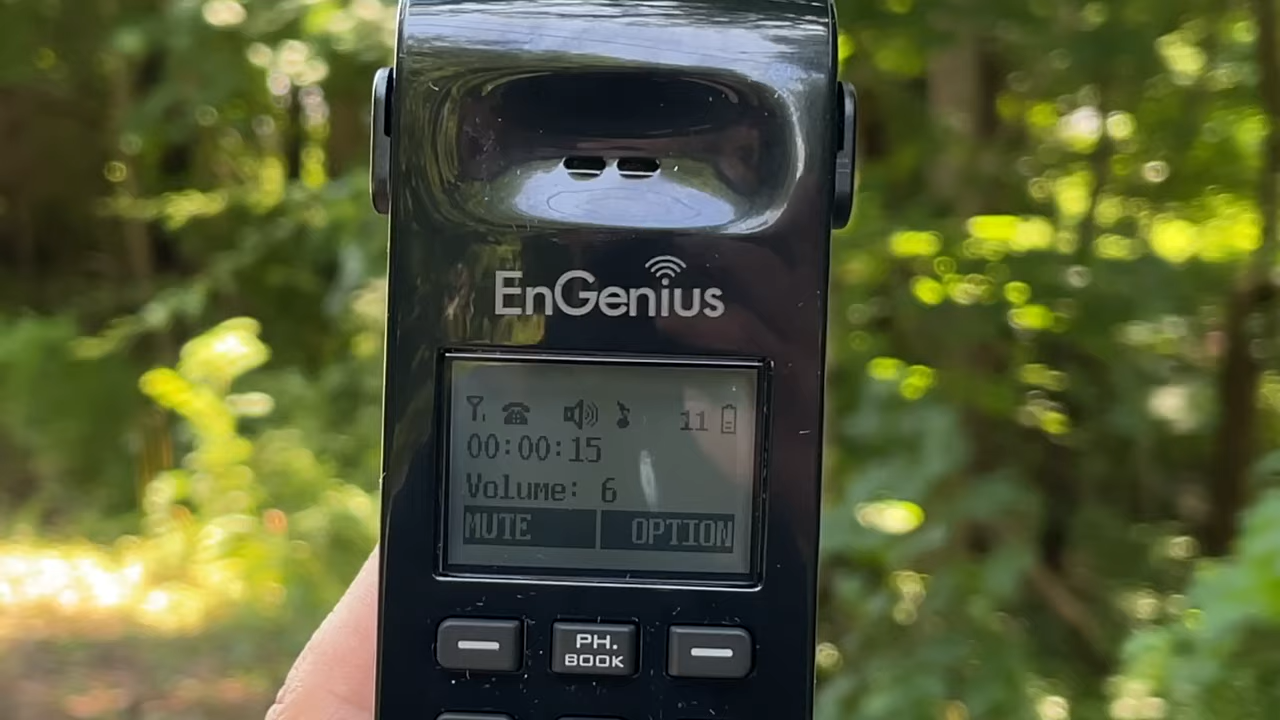 EnGenius
11
00:00:15
Volume: 6
MUTE OPTION
PH.
BOOK